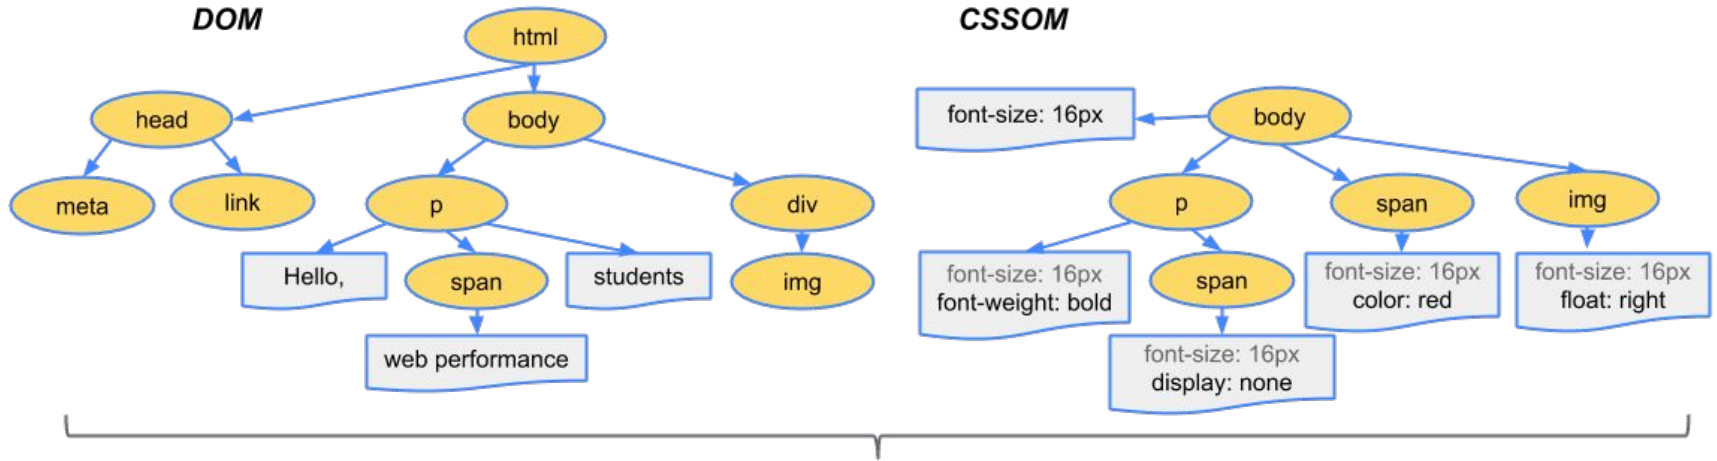 DOM
html
head
body
meta
link
p
div
Hello,
span
students
img
web performance
CSSOM
font-size: 16px
body
p
span
img
font-size: 16px
font-weight: bold
span
font-size: 16px
color: red
font-size: 16px
float: right
font-size: 16px
display: none